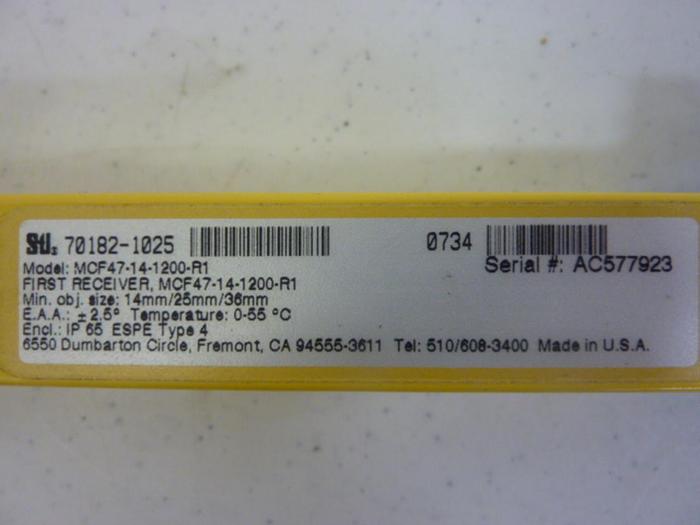 STI 70182-1025 0734
Serial #: AC577923
Model: MCF47-14-1200-R1
FIRST RECEIVER, MCF47-14-1200-R1
Min. obj. size: 14mm/25mm/36mm
E.A.A.: ± 2.5° Temperature: 0-55 °C
Encl.: IP 65 ESPE Type 4
6550 Dumbarton Circle, Fremont, CA 94555-3611 Tel: 510/608-3400 Made in U.S.A.